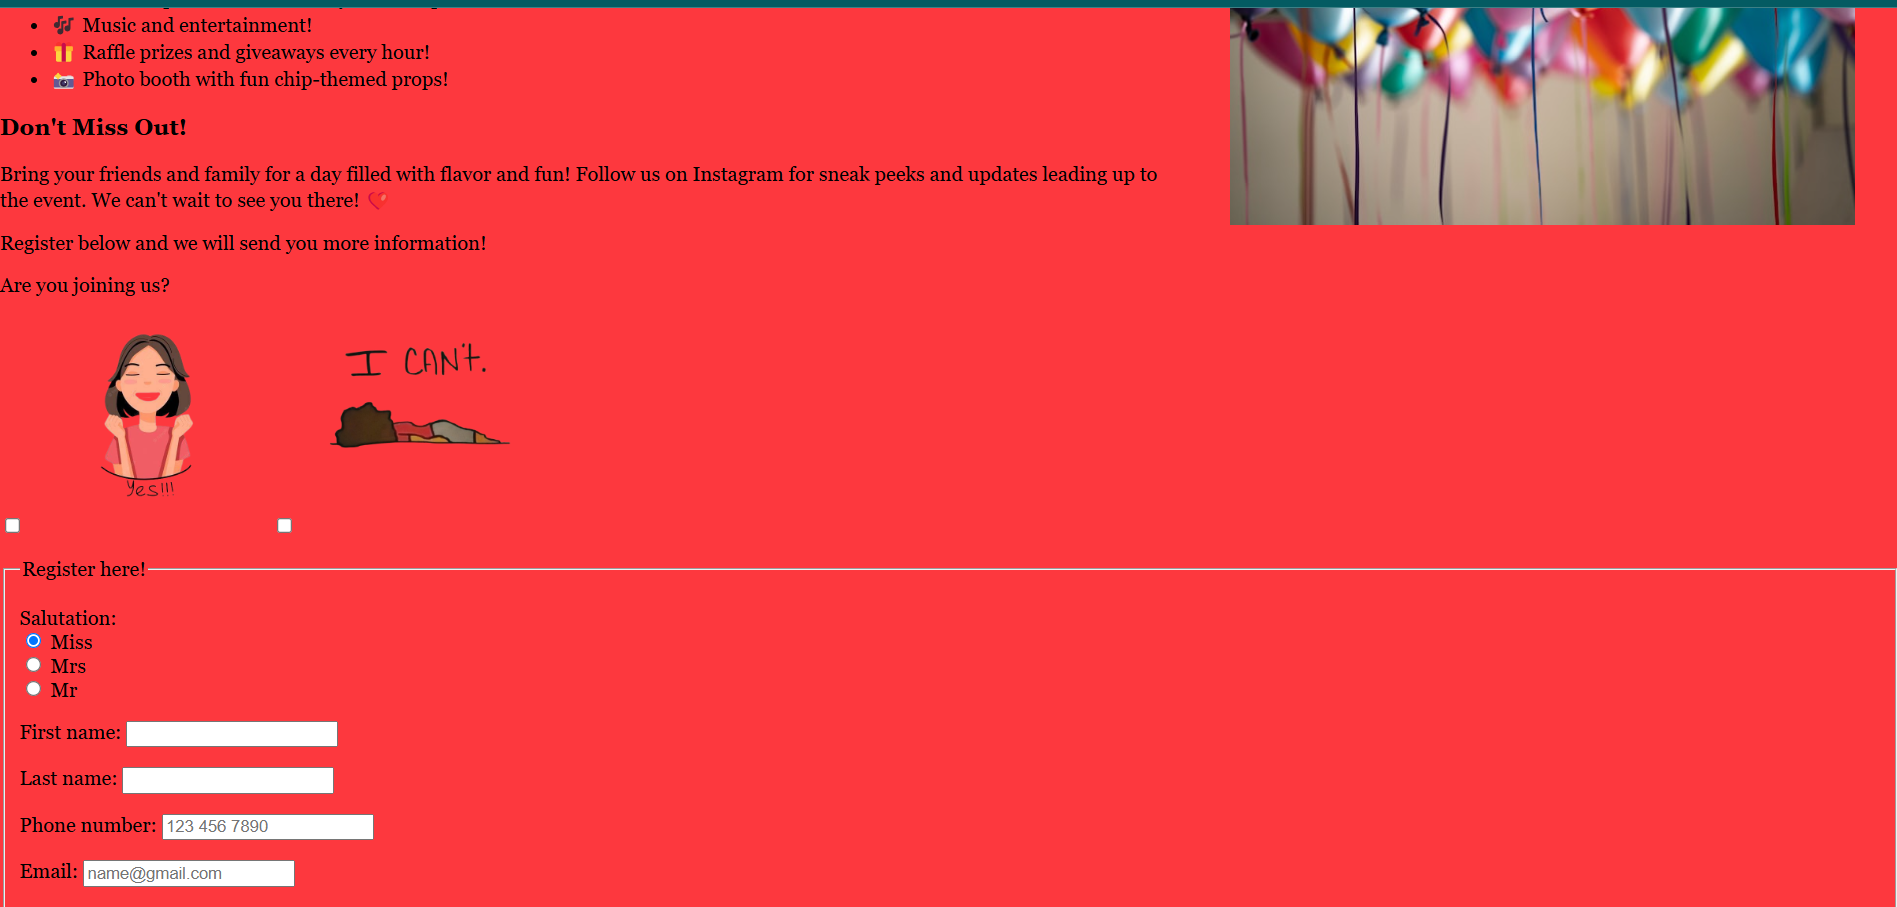 Music and entertainment!
Raffle prizes and giveaways every hour!
Photo booth with fun chip-themed props!
Don't Miss Out!
Bring your friends and family for a day filled with flavor and fun! Follow us on Instagram for sneak peeks and updates leading up to
the event. We can't wait to see you there!
Register below and we will send you more information!
Are you joining us?
I CAN'T.
Yes!!!
Register here!
Salutation:
Miss
Mrs
Mr
First name:
Last name:
Phone number: 123 456 7890
Email: name@gmail.com